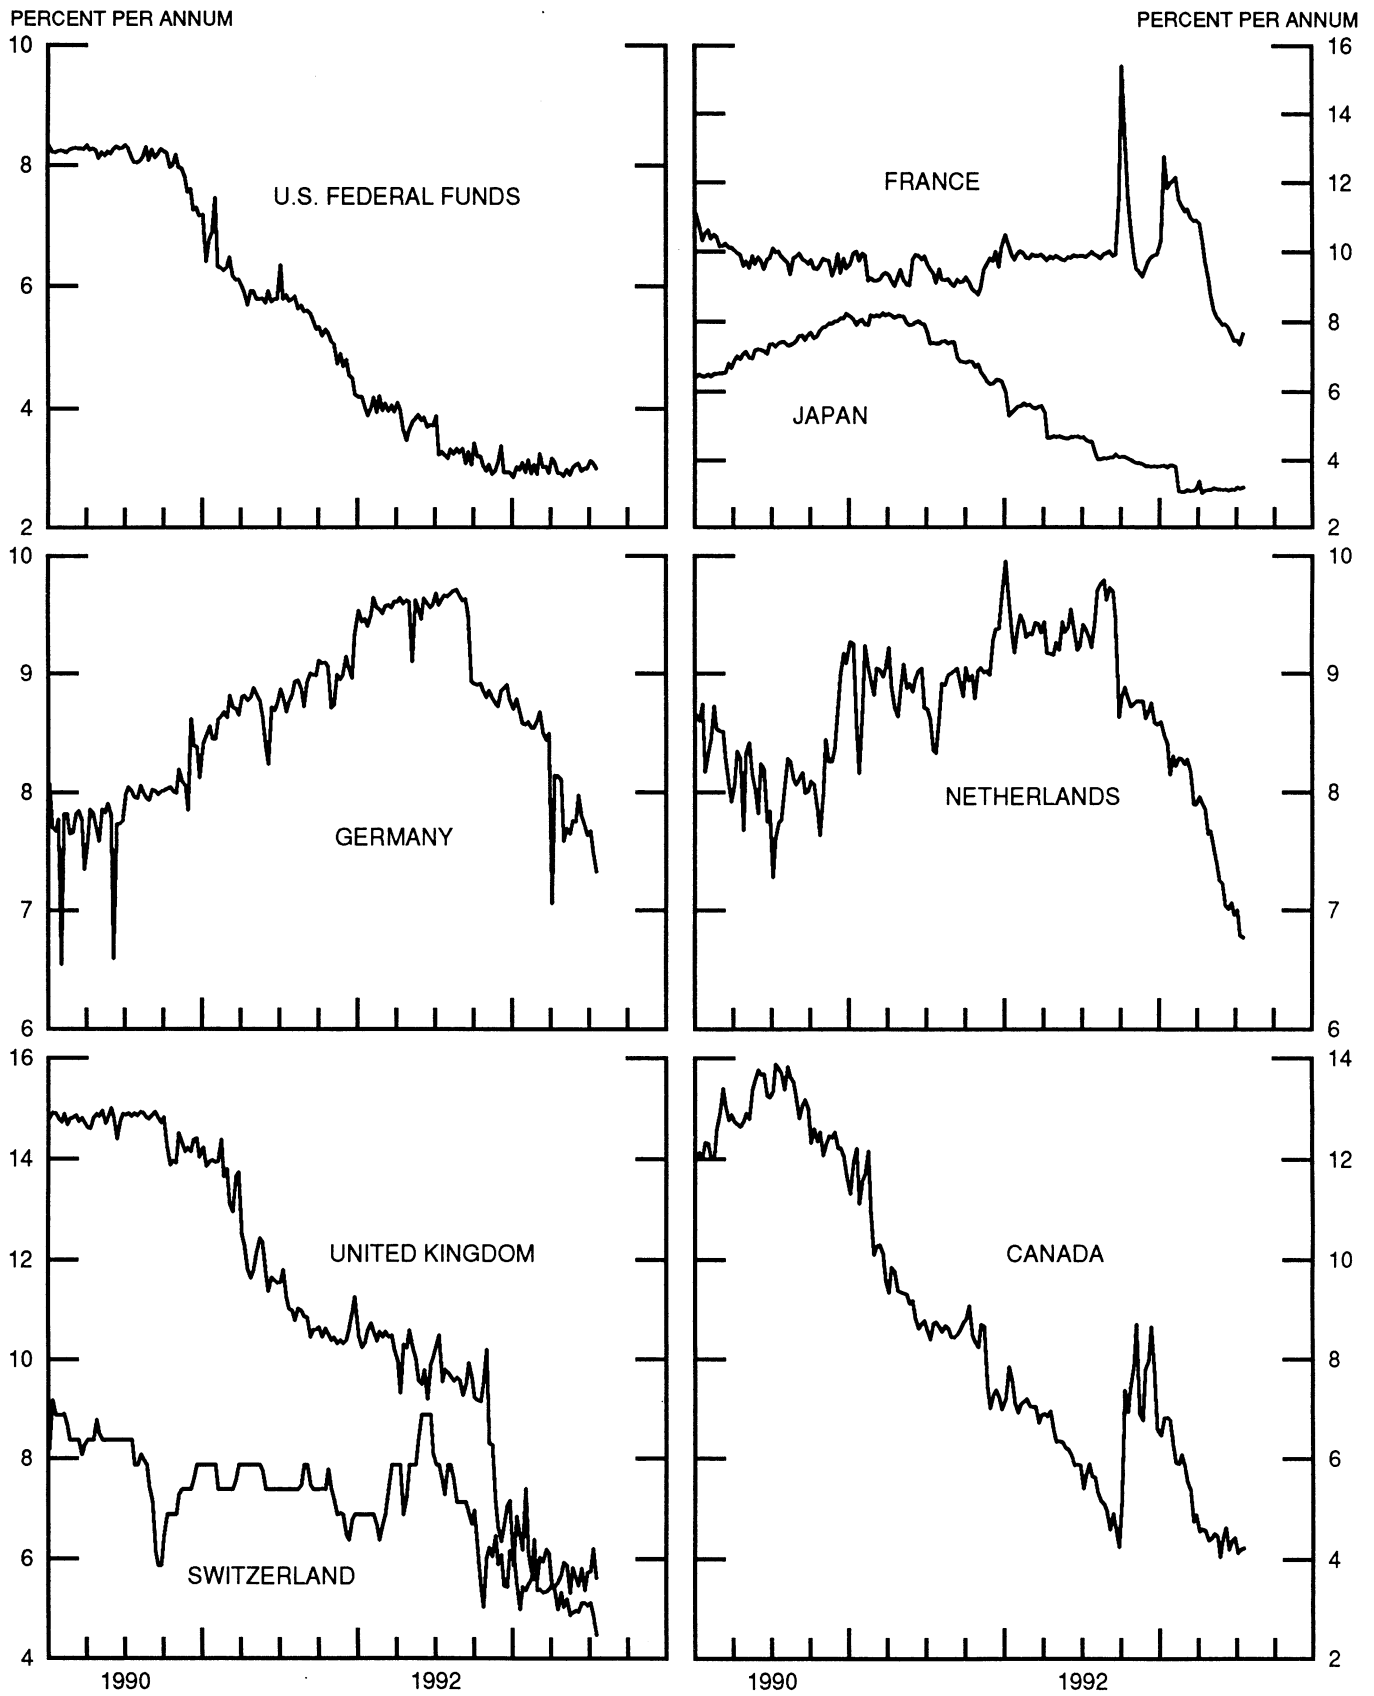 PERCENT PER ANNUM PERCENT PER ANNUM
10 16
14
8
U.S. FEDERAL FUNDS FRANCE 12
10
6
8
JAPAN 6
4
4
2 2
10 10
9 9
8 NETHERLANDS 8
GERMANY
7 7
6 6
16 14
14 12
12 UNITED KINGDOM CANADA 10
10 8
8 6
6 4
SWITZERLAND
4 2
1990 1992 1990 1992